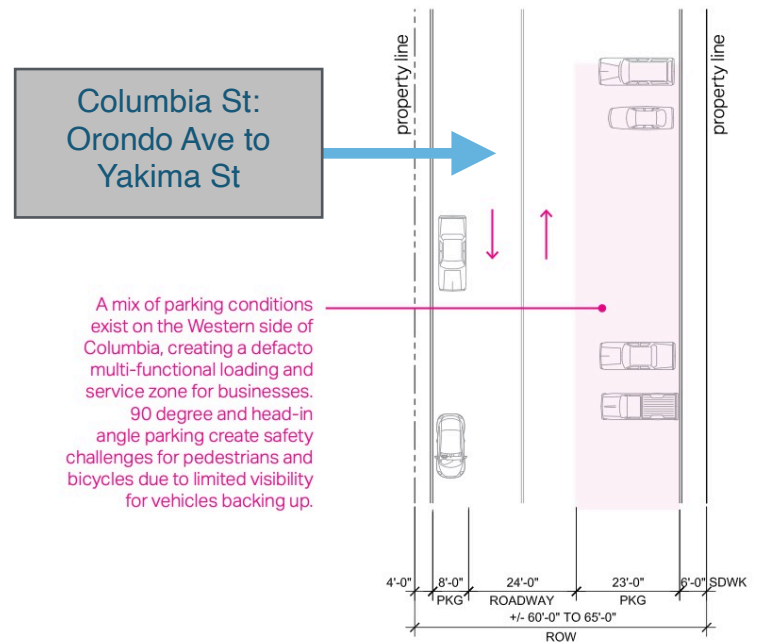 Columbia St:
Orondo Ave to
Yakima St
property line
property line
A mix of parking conditions
exist on the Western side of
Columbia, creating a defacto
multi-functional loading and
service zone for businesses.
90 degree and head-in
angle parking create safety
challenges for pedestrians and
bicycles due to limited visibility
for vehicles backing up.
4'-0" 8'-0" 24'-0" 23'-0" 6'-0" SDWK
PKG ROADWAY PKG
+/- 60'-0" TO 65'-0"
ROW